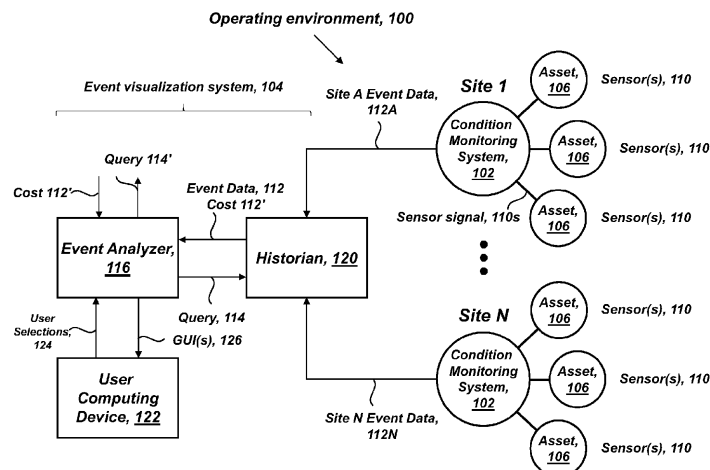 Operating environment, 100
Event visualization system, 104
Site A Event Data,
112A
Site 1
Condition
Monitoring
System,
102
Asset,
106
Sensor(s), 110
Asset,
106
Sensor(s), 110
Asset,
106
Sensor(s), 110
Sensor signal, 110s
Query 114'
Cost 112'
Event Data, 112
Cost 112'
Event Analyzer,
116
Historian, 120
Query, 114
User
Selections,
124
GUI(s), 126
User
Computing
Device, 122
Site N
Condition
Monitoring
System,
102
Asset,
106
Sensor(s), 110
Asset,
106
Sensor(s), 110
Asset,
106
Sensor(s), 110
Site N Event Data,
112N